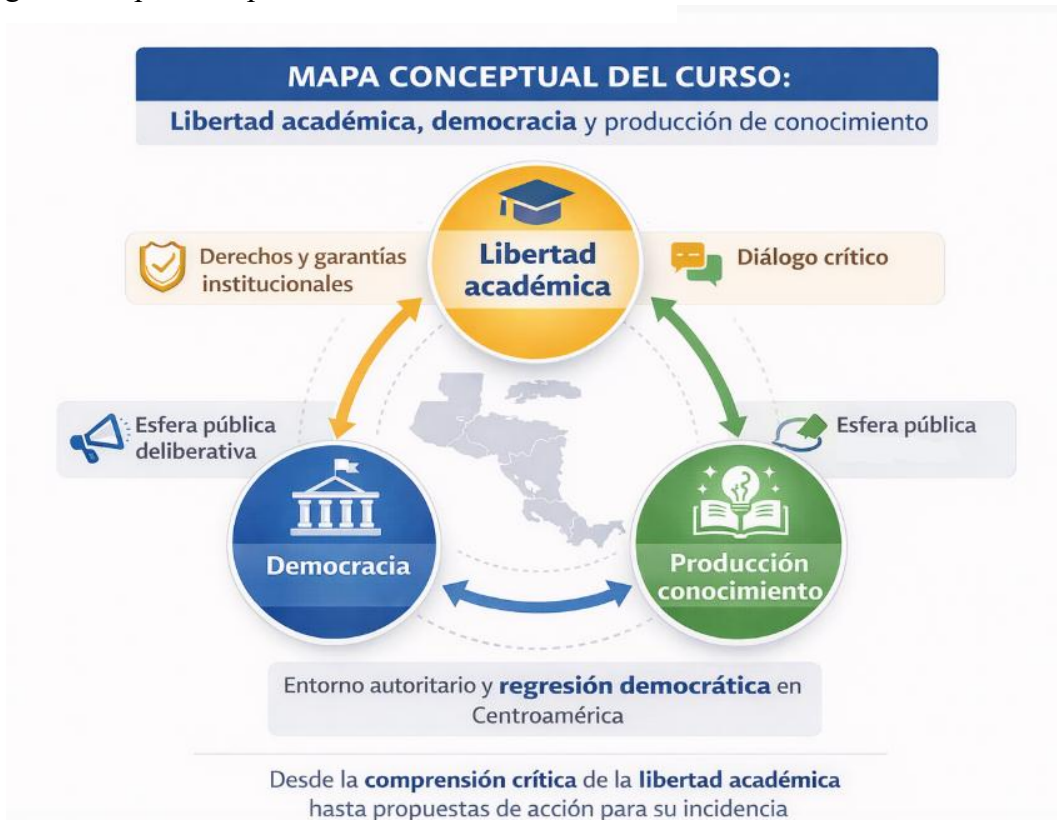 MAPA CONCEPTUAL DEL CURSO:
Libertad académica, democracia y producción de conocimiento
Libertad
académica
Derechos y garantías
institucionales
Diálogo crítico
Esfera pública
deliberativa
Esfera pública
Democracia
Producción
conocimiento
Entorno autoritario y regresión democrática en
Centroamérica
Desde la comprensión crítica de la libertad académica
hasta propuestas de acción para su incidencia